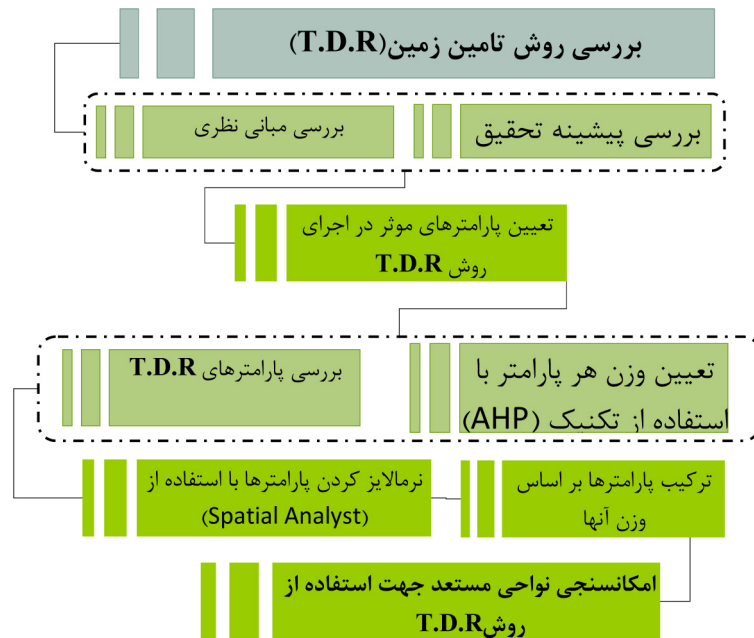 بررسی روش تامین زمین(T.D.R)
بررسی پیشینه تحقیق
بررسی مبانی نظری
تعیین پارامترهای موثر در اجرای
روش T.D.R
تعیین وزن هر پارامتر با
استفاده از تکنیک (AHP)
بررسی پارامترهای T.D.R
نرمالایز کردن پارامترها با استفاده از
(Spatial Analyst)
ترکیب پارامترها بر اساس
وزن آنها
امکانسنجی نواحی مستعد جهت استفاده از
روشT.D.R